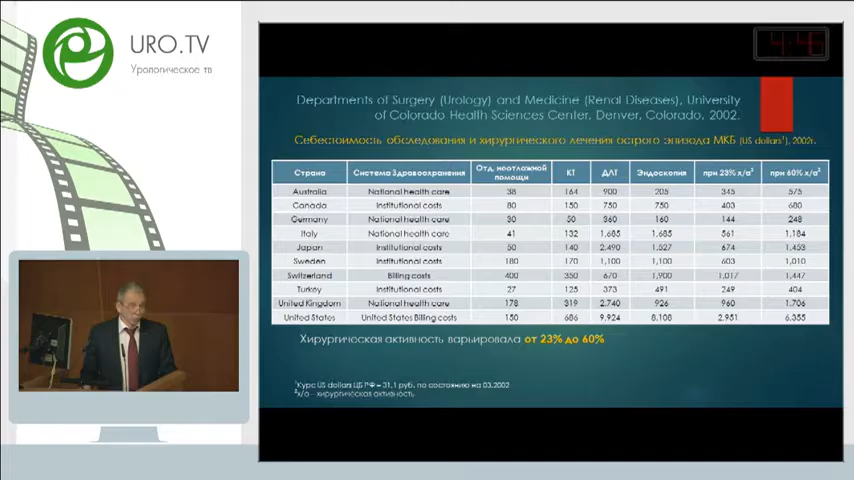 URO.TV
Урологическое тв
4:46
Departments of Surgery (Urology) and Medicine (Renal Diseases), University
of Colorado Health Sciences Center, Denver, Colorado, 2002.
Себестоимость обследования и хирургического лечения острого эпизода МКБ (US dollars¹), 2002г.
Страна Система Здравоохранения Отд. неотложной помощи КТ ДЛТ Эндоскопия при 23% х/а² при 60% х/а²
Australia National health care 38 164 900 205 345 575
Canada Institutional costs 80 150 750 750 403 680
Germany National health care 30 50 360 160 144 248
Italy National health care 41 132 1,685 1,685 561 1,184
Japan Institutional costs 50 140 2,490 1,527 674 1,453
Sweden Institutional costs 180 170 1,100 1,100 603 1,010
Switzerland Billing costs 400 350 670 1,900 1,017 1,447
Turkey Institutional costs 27 125 373 491 249 404
United Kingdom National health care 178 319 2,740 926 960 1,706
United States United States Billing costs 150 686 9,924 8,108 2,951 6,355
Хирургическая активность варьировала от 23% до 60%
¹Курс US dollars ЦБ РФ = 31,1 руб. по состоянию на 03.2002
²х/а – хирургическая активность